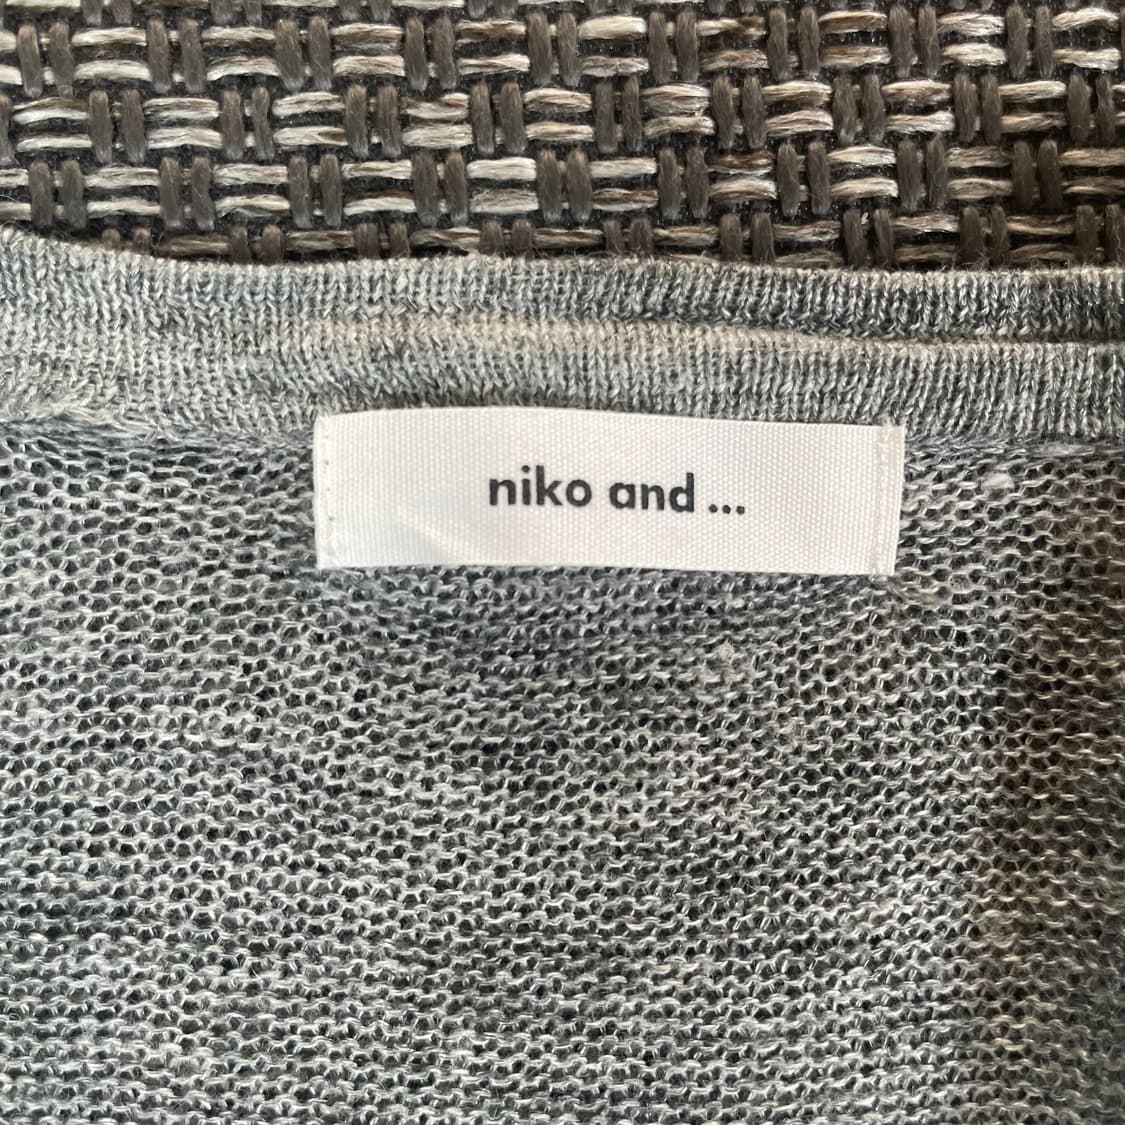 niko and ...